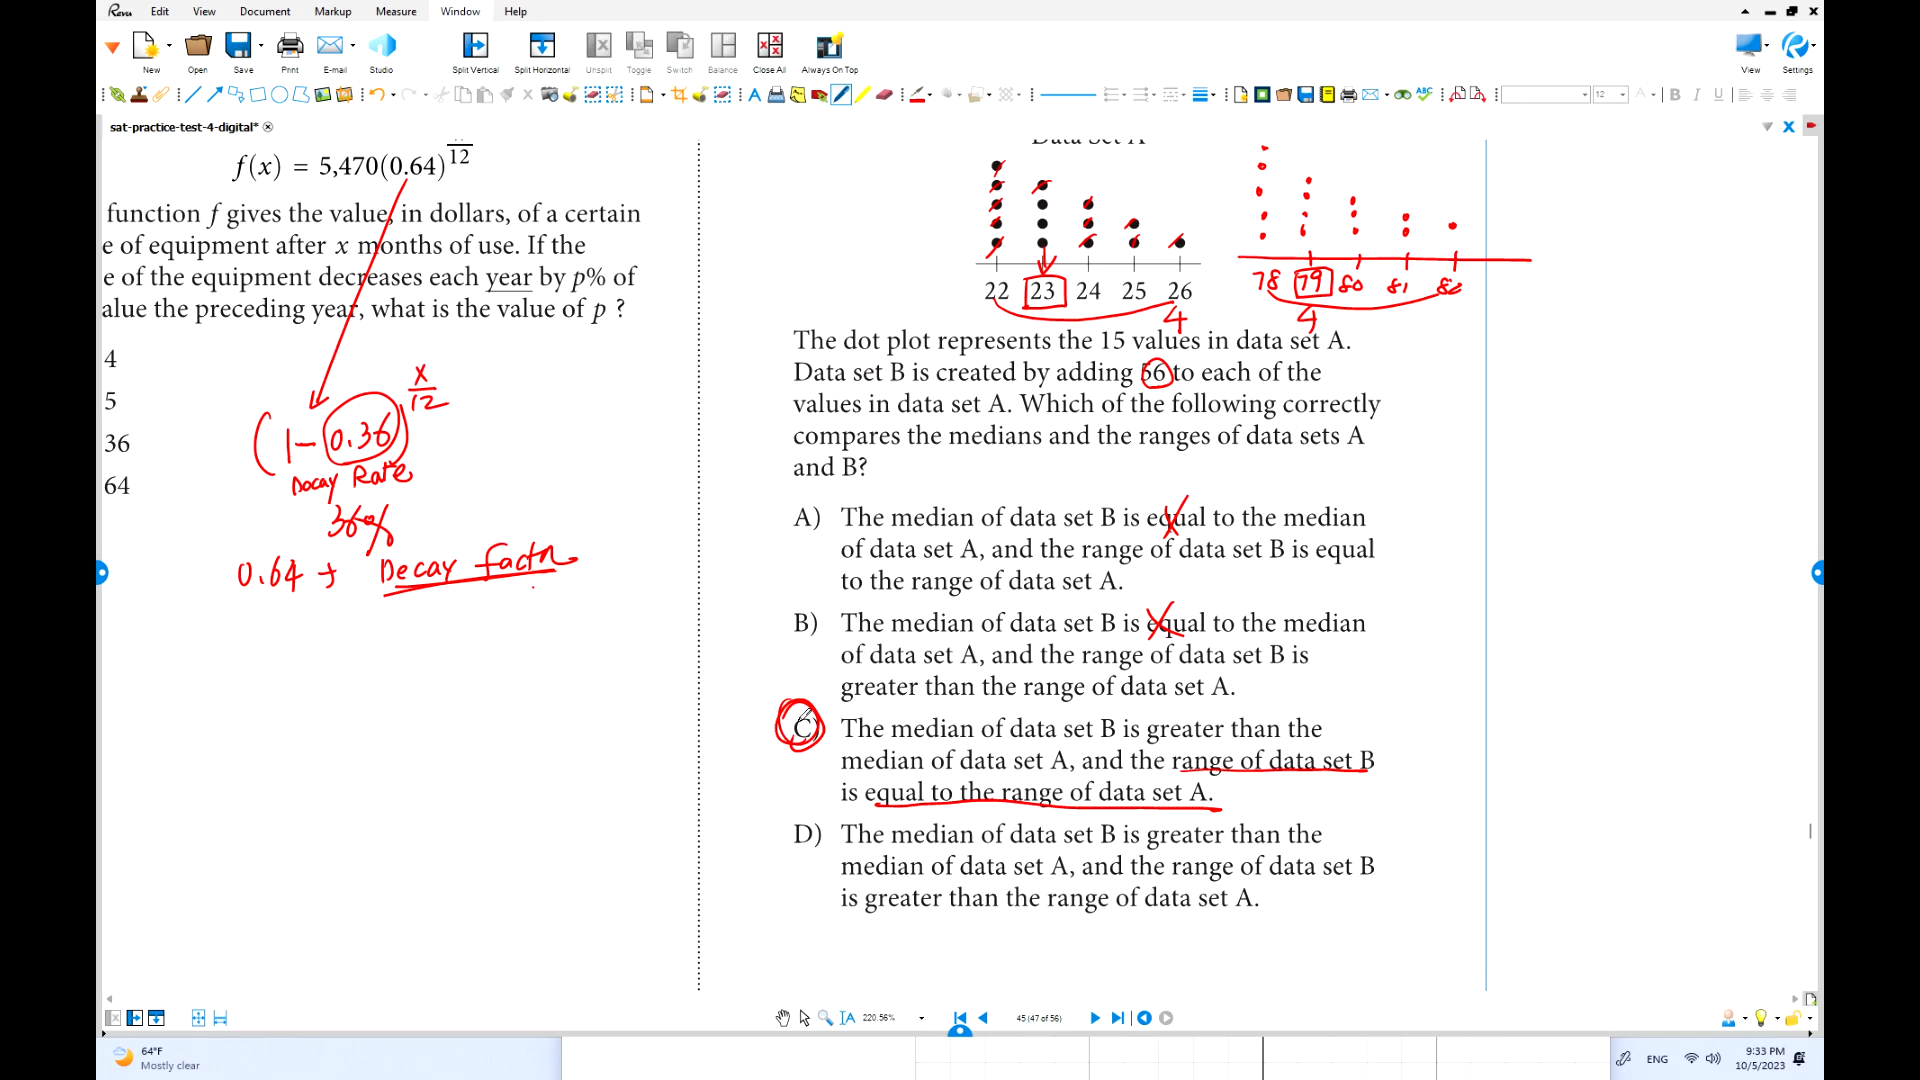 Revu Edit View Document Markup Measure Window Help
New Open Save Print E-mail Studio Split Vertical Split Horizontal Unsplit Toggle Switch Balance Close All Always On Top View Settings
12 A B I U
sat-practice-test-4-digital*
f(x) = 5,470(0.64)^12
function f gives the value, in dollars, of a certain
e of equipment after x months of use. If the
e of the equipment decreases each year by p% of
alue the preceding year, what is the value of p ?
4
5
36
64
(1-0.36)^x/12
Decay Rate
36%
0.64 → Decay factor
Data Set A
22 23 24 25 26
4
78 79 80 81 82
4
The dot plot represents the 15 values in data set A.
Data set B is created by adding 56 to each of the
values in data set A. Which of the following correctly
compares the medians and the ranges of data sets A
and B?
A) The median of data set B is equal to the median
of data set A, and the range of data set B is equal
to the range of data set A.
B) The median of data set B is equal to the median
of data set A, and the range of data set B is
greater than the range of data set A.
C) The median of data set B is greater than the
median of data set A, and the range of data set B
is equal to the range of data set A.
D) The median of data set B is greater than the
median of data set A, and the range of data set B
is greater than the range of data set A.
220.56% 45 (47 of 56)
64°F
Mostly clear
ENG
9:33 PM
10/5/2023